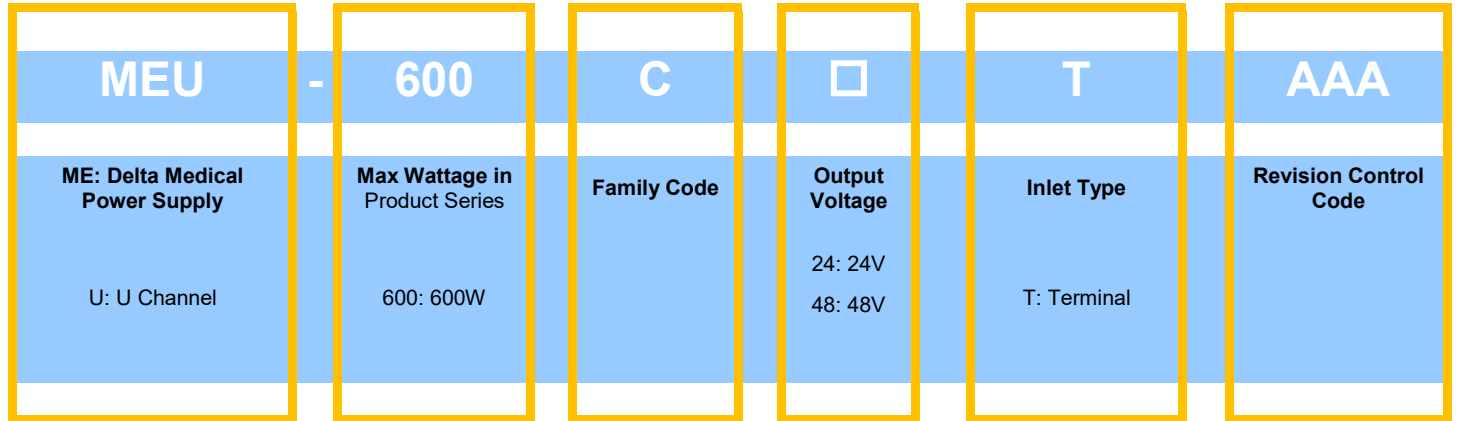 MEU - 600 C □ T AAA
ME: Delta Medical
Power Supply
U: U Channel
Max Wattage in
Product Series
600: 600W
Family Code
Output
Voltage
24: 24V
48: 48V
Inlet Type
T: Terminal
Revision Control
Code